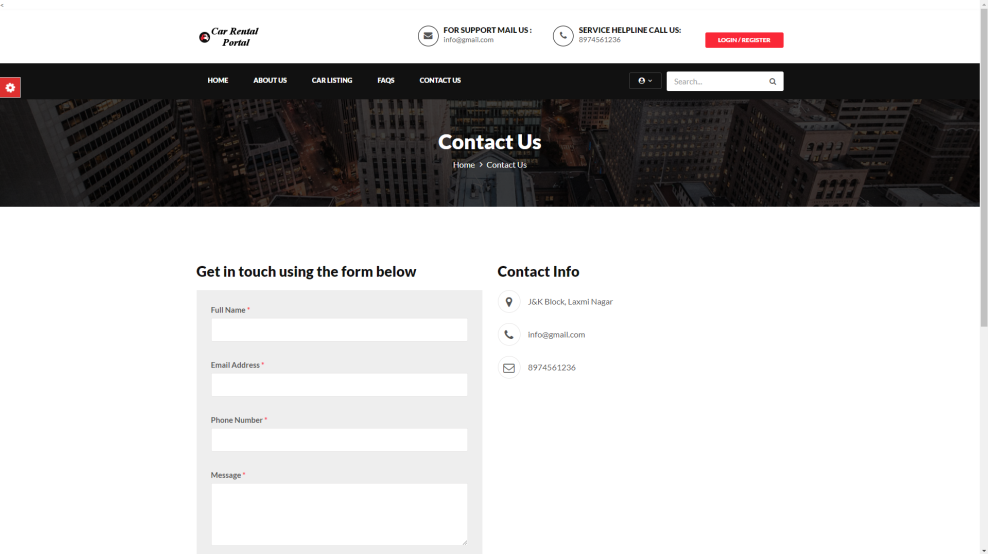 <
Car Rental
Portal
FOR SUPPORT MAIL US :
info@gmail.com
SERVICE HELPLINE CALL US:
8974561236
LOGIN / REGISTER
HOME
ABOUT US
CAR LISTING
FAQS
CONTACT US
Search...
Contact Us
Home > Contact Us
Get in touch using the form below
Full Name *
Email Address *
Phone Number *
Message *
Contact Info
J&K Block, Laxmi Nagar
info@gmail.com
8974561236